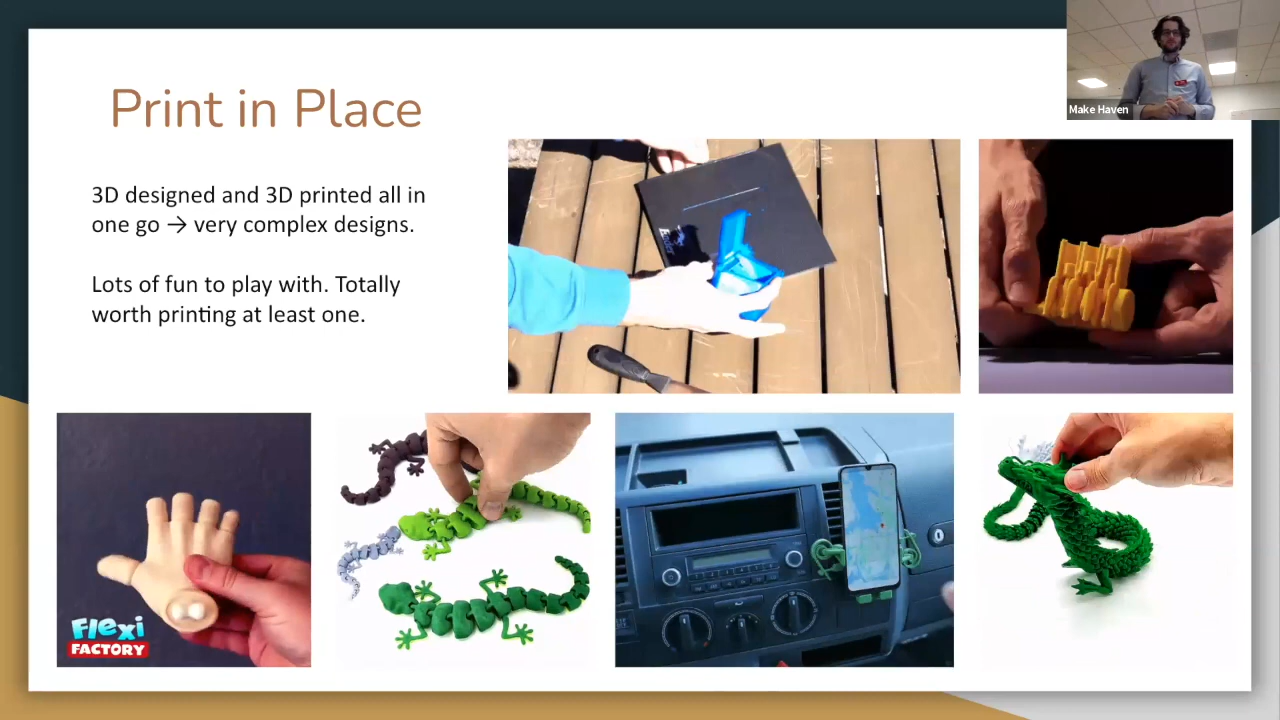 Make Haven
Print in Place
3D designed and 3D printed all in
one go → very complex designs.
Lots of fun to play with. Totally
worth printing at least one.
Flexi
FACTORY